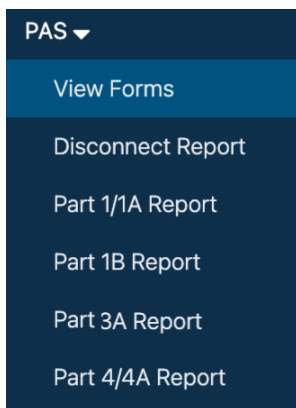 PAS
View Forms
Disconnect Report
Part 1/1A Report
Part 1B Report
Part 3A Report
Part 4/4A Report